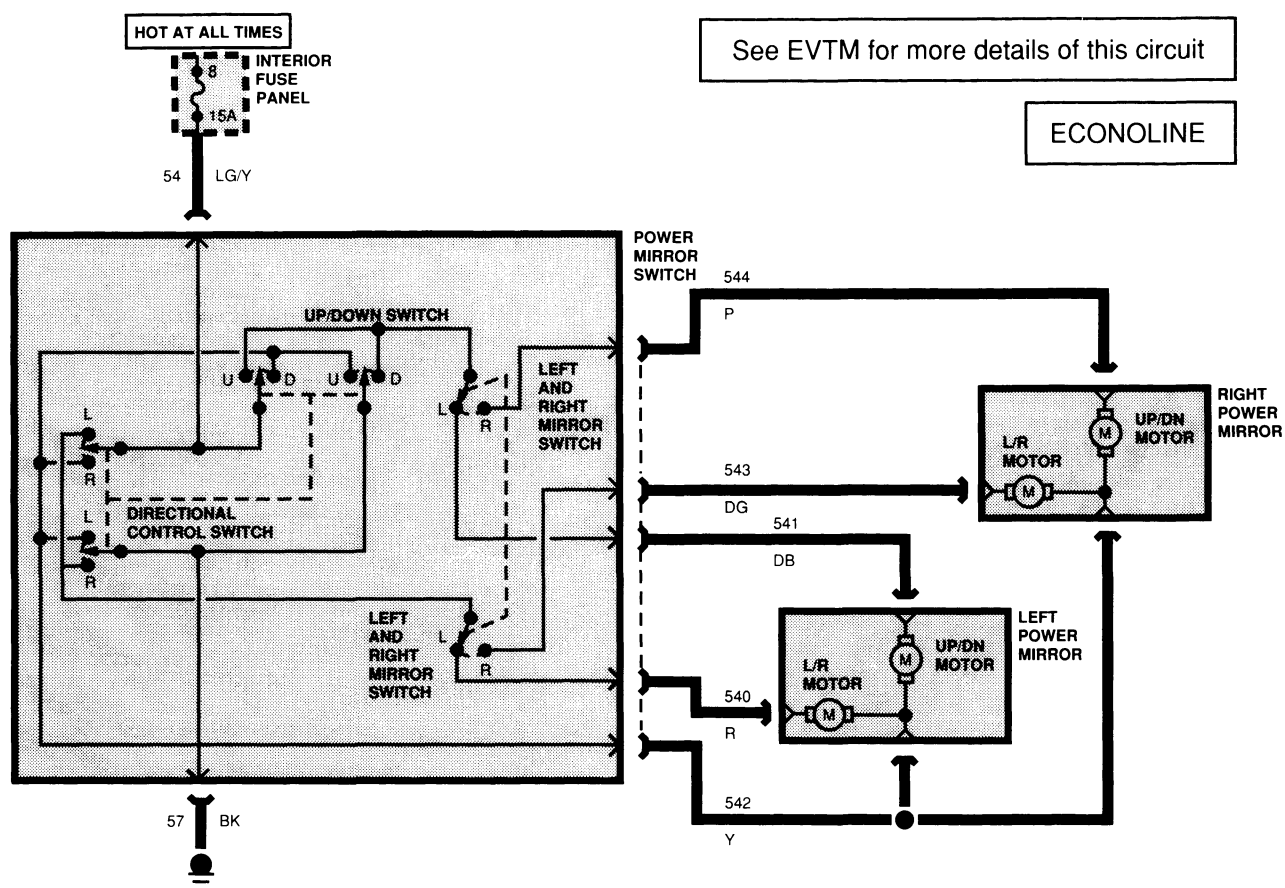 HOT AT ALL TIMES
See EVTM for more details of this circuit
8
INTERIOR
FUSE
PANEL
15A
ECONOLINE
54 LG/Y
POWER
MIRROR
SWITCH
544
P
UP/DOWN SWITCH
U D U D
LEFT
AND
RIGHT
MIRROR
SWITCH
L
R
L
R
RIGHT
POWER
MIRROR
UP/DN
MOTOR
M
L/R
MOTOR
M
543
DG
L
R
DIRECTIONAL
CONTROL SWITCH
541
DB
LEFT
AND
RIGHT
MIRROR
SWITCH
L
R
LEFT
POWER
MIRROR
UP/DN
MOTOR
M
L/R
MOTOR
M
540
R
542
Y
57 BK